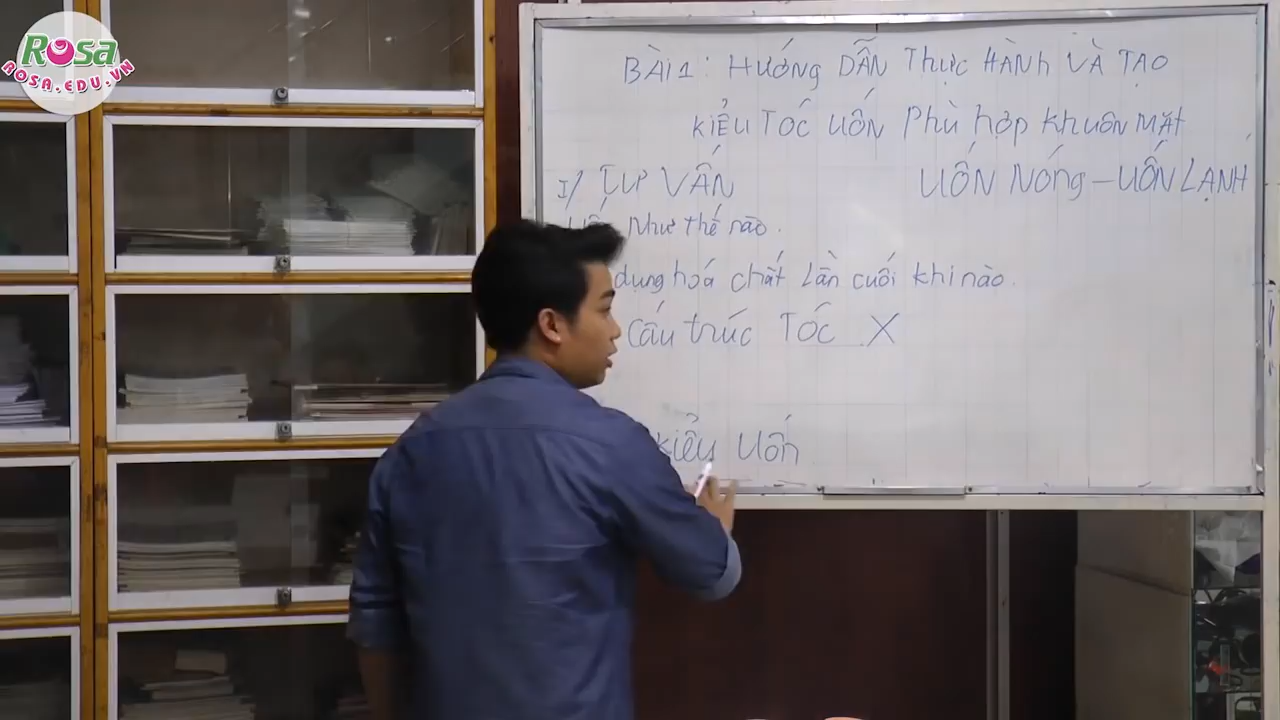 Rosa
ROSA.EDU.VN
BÀI 1: HƯỚNG DẪN THỰC HÀNH VÀ TẠO
KIỂU TÓC UỐN PHÙ HỢP KHUÔN MẶT
I/ TƯ VẤN
UỐN NÓNG – UỐN LẠNH
NHƯ THẾ NÀO.
dụng hoá chất lần cuối khi nào.
Cấu trúc TÓC X
kiểu Uốn